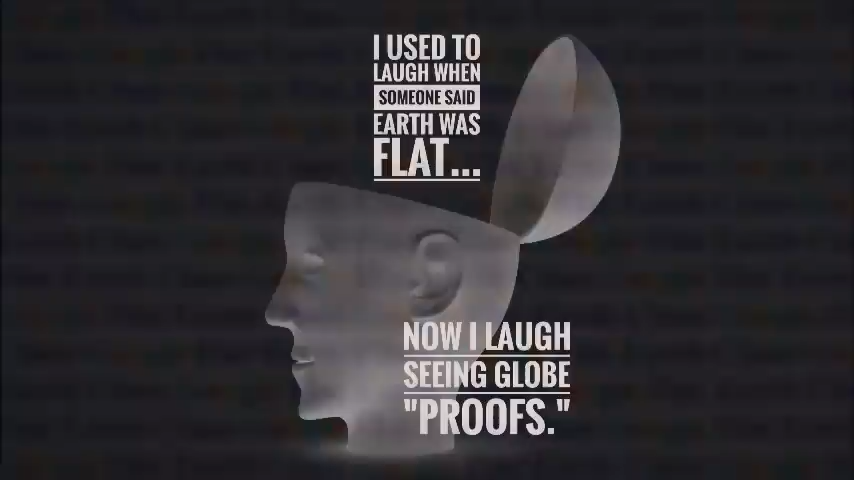 I USED TO
LAUGH WHEN
SOMEONE SAID
EARTH WAS
FLAT...
NOW I LAUGH
SEEING GLOBE
"PROOFS."